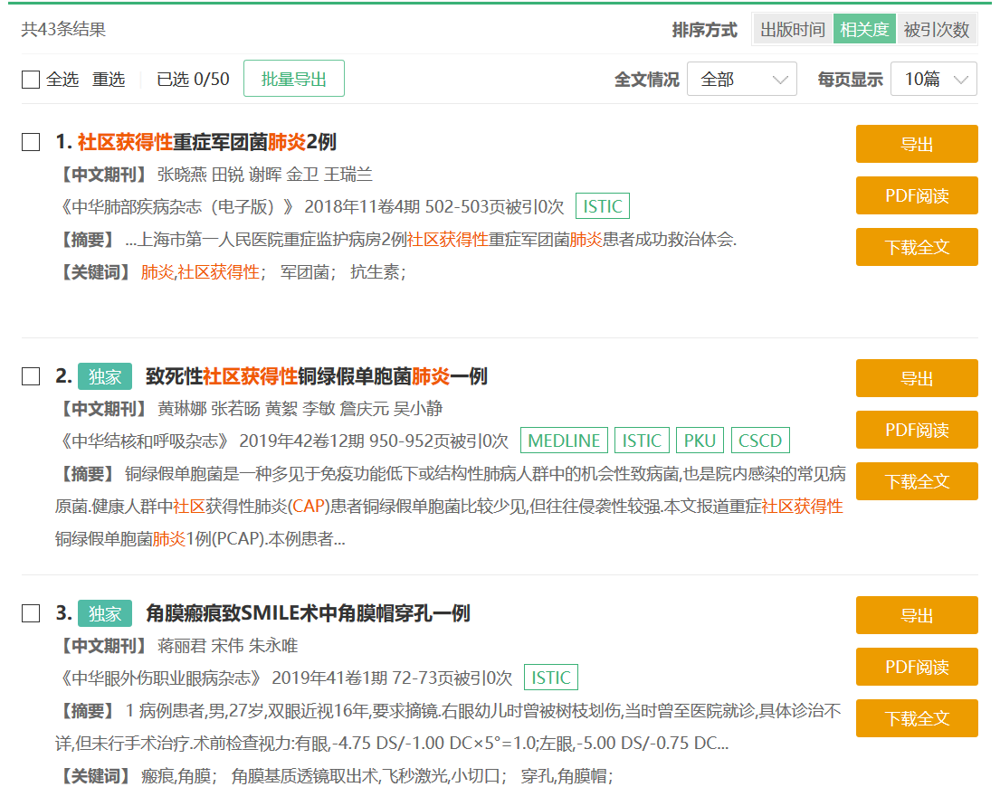 共43条结果 排序方式 出版时间 相关度 被引次数
全选 重选 已选 0/50 批量导出 全文情况 全部 每页显示 10篇
1. 社区获得性重症军团菌肺炎2例 导出
【中文期刊】 张晓燕 田锐 谢晖 金卫 王瑞兰
PDF阅读
《中华肺部疾病杂志（电子版）》 2018年11卷4期 502-503页被引0次 ISTIC
【摘要】 ...上海市第一人民医院重症监护病房2例社区获得性重症军团菌肺炎患者成功救治体会. 下载全文
【关键词】 肺炎,社区获得性； 军团菌； 抗生素；
2. 独家 致死性社区获得性铜绿假单胞菌肺炎一例 导出
【中文期刊】 黄琳娜 张若旸 黄絮 李敏 詹庆元 吴小静
PDF阅读
《中华结核和呼吸杂志》 2019年42卷12期 950-952页被引0次 MEDLINE ISTIC PKU CSCD
【摘要】 铜绿假单胞菌是一种多见于免疫功能低下或结构性肺病人群中的机会性致病菌,也是院内感染的常见病 下载全文
原菌.健康人群中社区获得性肺炎(CAP)患者铜绿假单胞菌比较少见,但往往侵袭性较强.本文报道重症社区获得性
铜绿假单胞菌肺炎1例(PCAP).本例患者...
3. 独家 角膜瘢痕致SMILE术中角膜帽穿孔一例 导出
【中文期刊】 蒋丽君 宋伟 朱永唯
PDF阅读
《中华眼外伤职业眼病杂志》 2019年41卷1期 72-73页被引0次 ISTIC
【摘要】 1 病例患者,男,27岁,双眼近视16年,要求摘镜.右眼幼儿时曾被树枝划伤,当时曾至医院就诊,具体诊治不 下载全文
详,但未行手术治疗.术前检查视力:有眼,-4.75 DS/-1.00 DC×5°=1.0;左眼,-5.00 DS/-0.75 DC...
【关键词】 瘢痕,角膜； 角膜基质透镜取出术,飞秒激光,小切口； 穿孔,角膜帽；